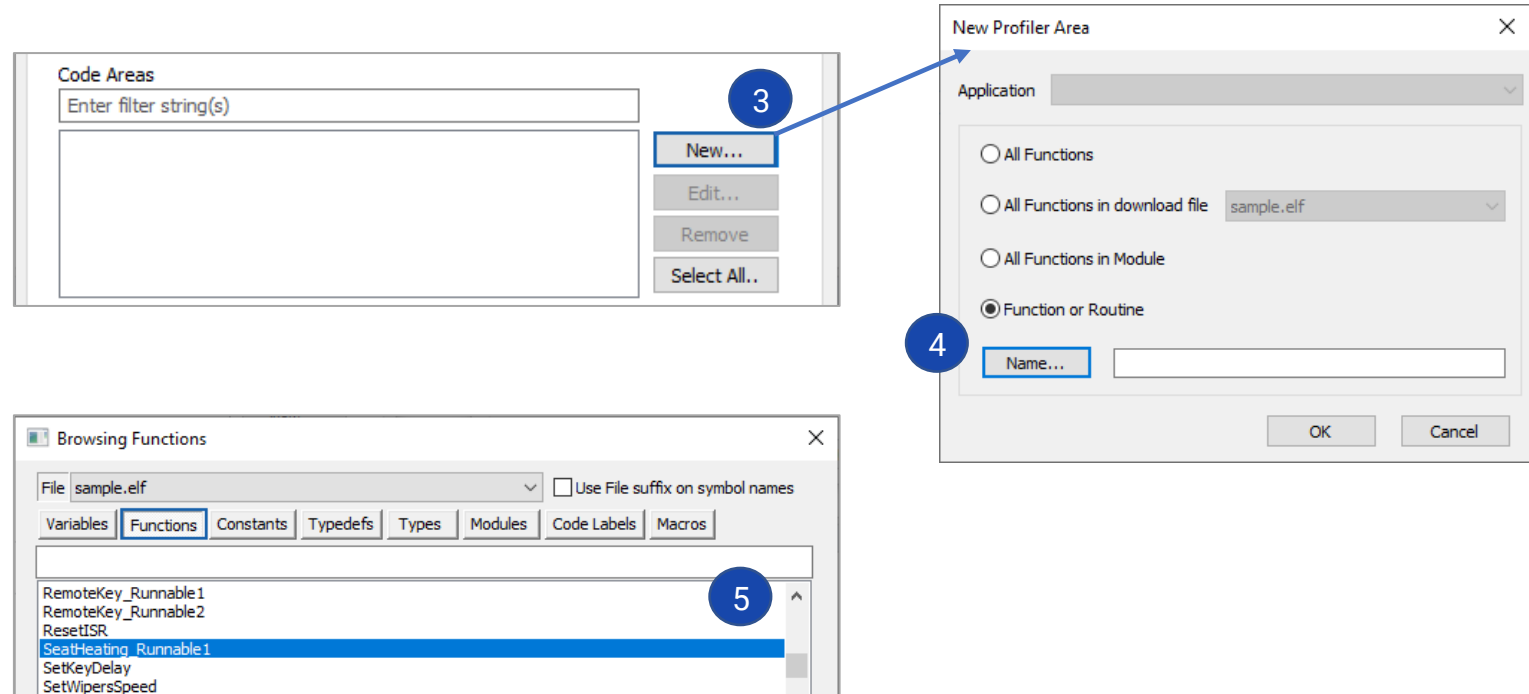 Code Areas
Enter filter string(s)
3
New...
Edit...
Remove
Select All..
New Profiler Area
Application
All Functions
All Functions in download file sample.elf
All Functions in Module
Function or Routine
4
Name...
OK Cancel
Browsing Functions
File sample.elf Use File suffix on symbol names
Variables Functions Constants Typedefs Types Modules Code Labels Macros
5
RemoteKey_Runnable1
RemoteKey_Runnable2
ResetISR
SeatHeating_Runnable1
SetKeyDelay
SetWipersSpeed